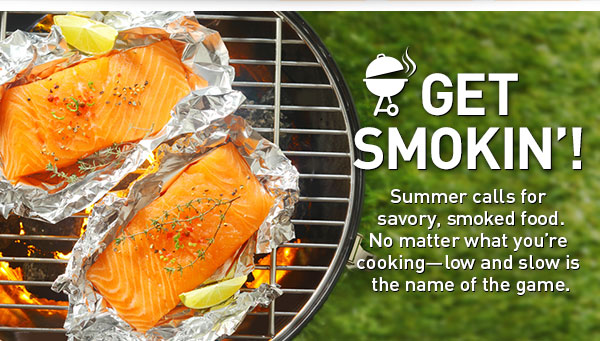 GET
SMOKIN'!
Summer calls for
savory, smoked food.
No matter what you're
cooking—low and slow is
the name of the game.